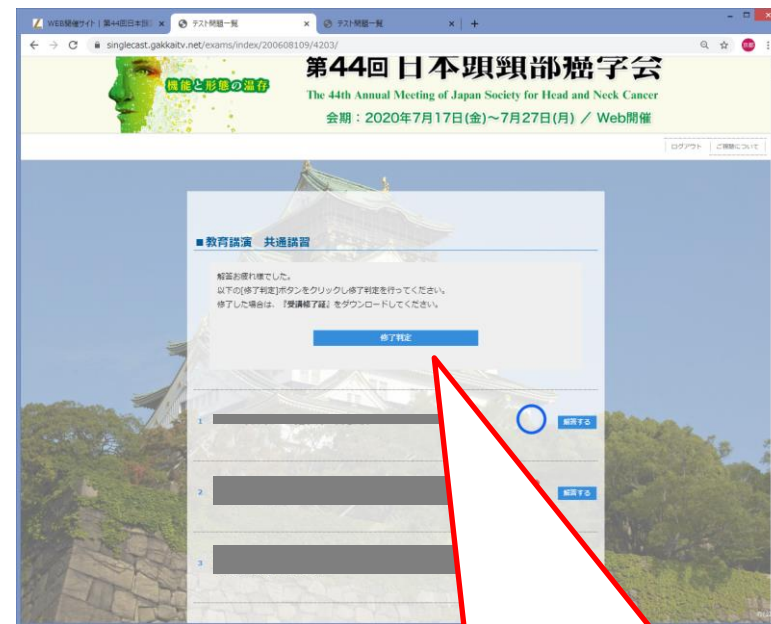 WEB開催サイト | 第44回日本頭
テスト問題一覧
テスト問題一覧
singlecast.gakkaitv.net/exams/index/200608109/4203/
機能と形態の温存
第44回 日本頭頸部癌学会
The 44th Annual Meeting of Japan Society for Head and Neck Cancer
会期：2020年7月17日(金)～7月27日(月) ／ Web開催
ログアウト
ご視聴について
■教育講演 共通講習
解答お疲れ様でした。
以下の[修了判定]ボタンをクリックし修了判定を行ってください。
修了した場合は、『受講修了証』をダウンロードしてください。
修了判定
1
解答する
2
解答する
3